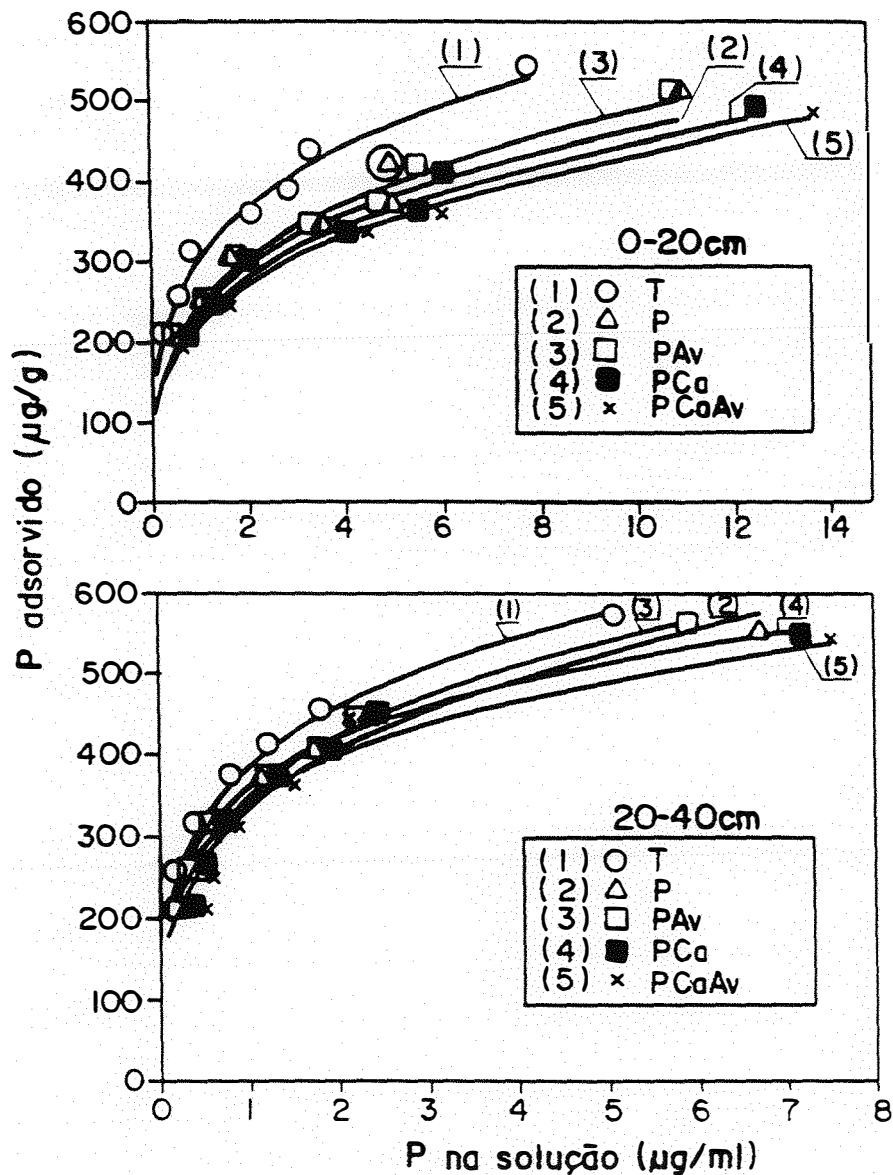 600
500
400
300
200
100
0
(1)
(3)
(2)
(4)
(5)
0-20cm
(1) T
(2) P
(3) PAv
(4) PCa
(5) PCaAv
0 2 4 6 8 10 12 14
P adsorvido (µg/g)
600
500
400
300
200
100
0
(1)
(3)
(2)
(4)
(5)
20-40cm
(1) T
(2) P
(3) PAv
(4) PCa
(5) PCaAv
0 1 2 3 4 5 6 7 8
P na solução (µg/ml)